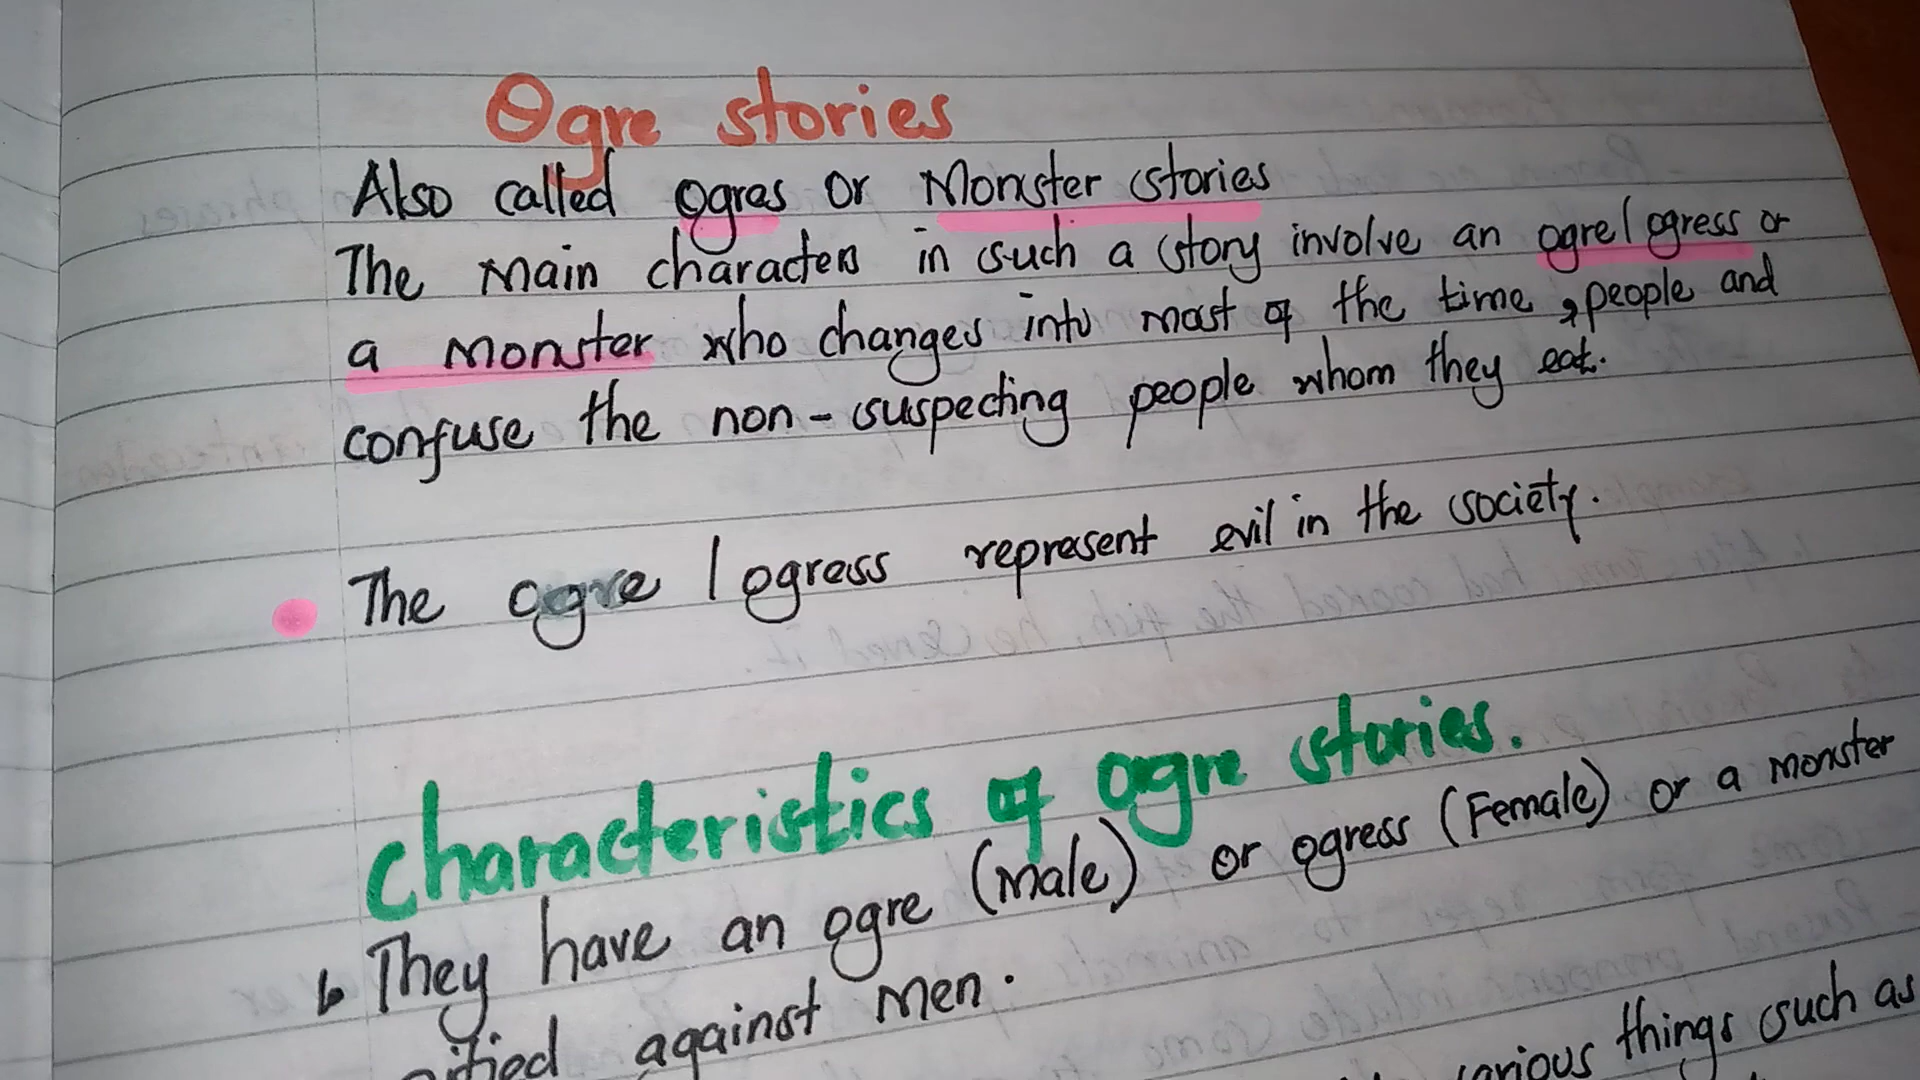 Ogre stories
Also called ogres or Monster stories
The main characters in such a story involve an ogre/ogress or
a monster who changes into most of the time, people and
confuse the non-suspecting people whom they eat.
The ogre / ogress represent evil in the society.
characteristics of ogre stories.
They have an ogre (male) or ogress (Female) or a monster
against men.
various things such as